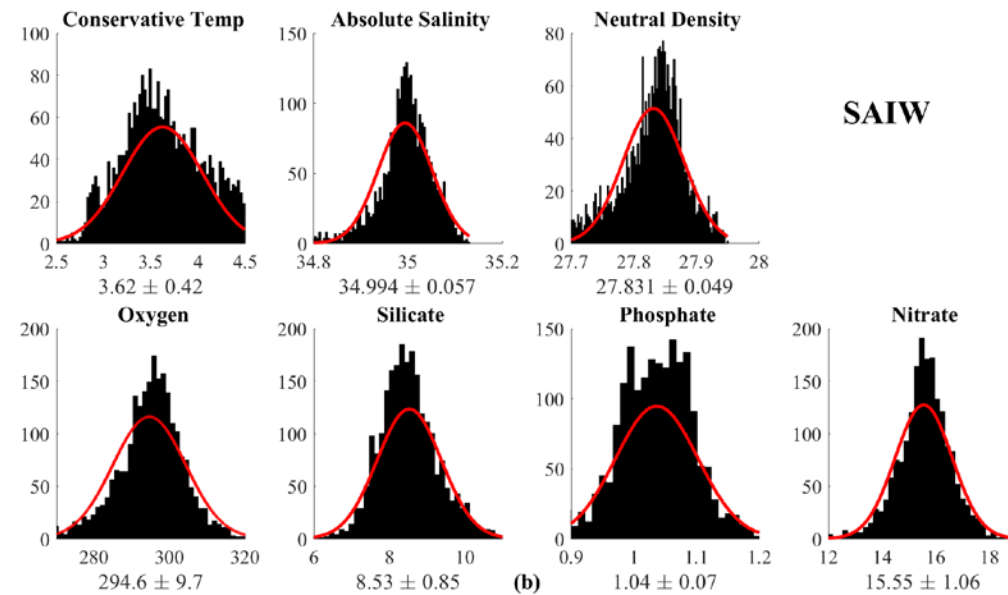 Conservative Temp
100
80
60
40
20
0
2.5 3 3.5 4 4.5
3.62 ± 0.42
Absolute Salinity
150
100
50
0
34.8 35 35.2
34.994 ± 0.057
Neutral Density
80
60
40
20
0
27.7 27.8 27.9 28
27.831 ± 0.049
SAIW
Oxygen
200
150
100
50
0
280 300 320
294.6 ± 9.7
Silicate
200
150
100
50
0
6 8 10
8.53 ± 0.85
(b)
Phosphate
150
100
50
0
0.9 1 1.1 1.2
1.04 ± 0.07
Nitrate
200
150
100
50
0
12 14 16 18
15.55 ± 1.06